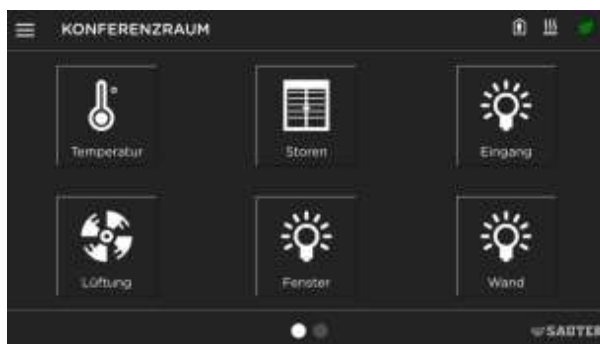 KONFERENZRAUM
Temperatur
Storen
Eingang
Lüftung
Fenster
Wand
SAUTER